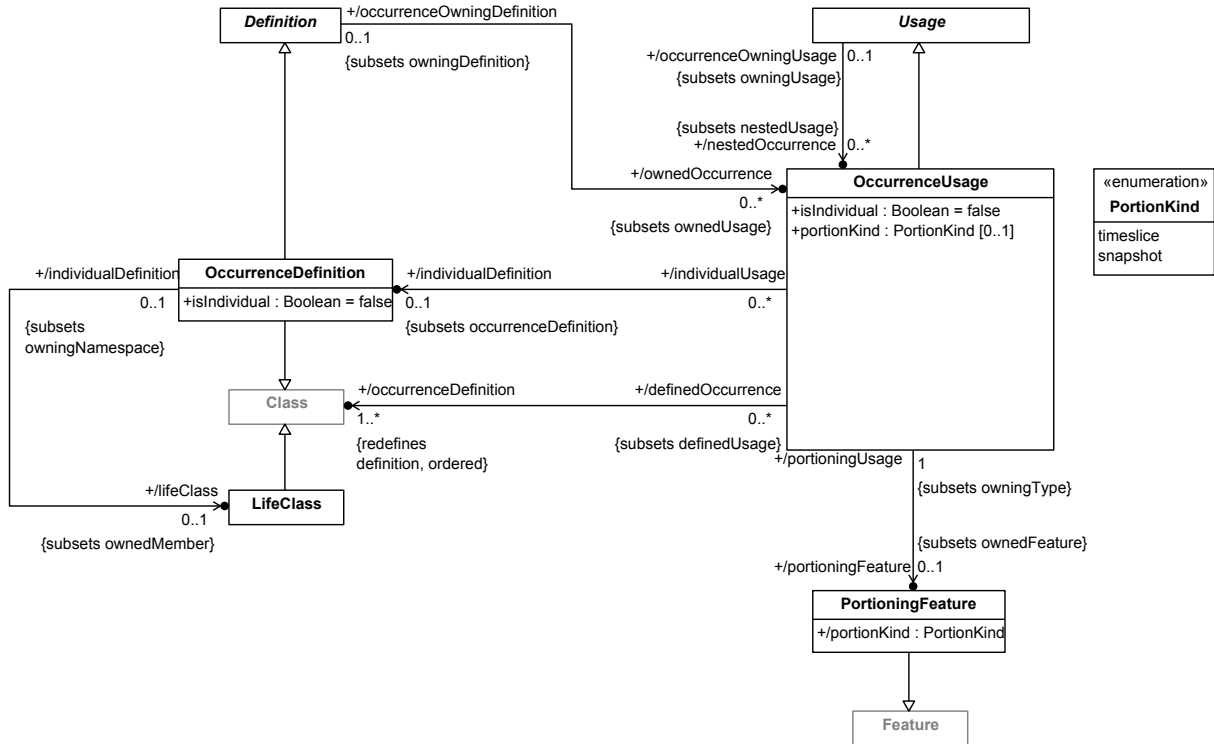 Definition
+/occurrenceOwningDefinition
0..1
{subsets owningDefinition}
Usage
+/occurrenceOwningUsage
0..1
{subsets owningUsage}
{subsets nestedUsage}
+/nestedOccurrence
0..*
+/ownedOccurrence
0..*
{subsets ownedUsage}
OccurrenceUsage
+isIndividual : Boolean = false
+portionKind : PortionKind [0..1]
«enumeration»
PortionKind
timeslice
snapshot
+/individualDefinition
0..1
{subsets
owningNamespace}
OccurrenceDefinition
+isIndividual : Boolean = false
+/individualDefinition
0..1
{subsets occurrenceDefinition}
+/individualUsage
0..*
Class
+/occurrenceDefinition
1..*
{redefines
definition, ordered}
+/definedOccurrence
0..*
{subsets definedUsage}
+/portioningUsage
1
{subsets owningType}
+/lifeClass
0..1
{subsets ownedMember}
LifeClass
{subsets ownedFeature}
+/portioningFeature
0..1
PortioningFeature
+/portionKind : PortionKind
Feature